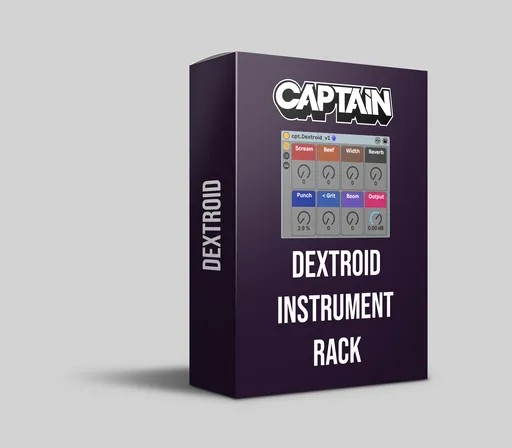 CAPTAIN
cpt.Dextroid_v1
Scream Beef Width Reverb
0 0 0 0
Punch < Grit Boom Output
3.9 % 0 0 0.00 dB
DEXTROID
INSTRUMENT
RACK
DEXTROID